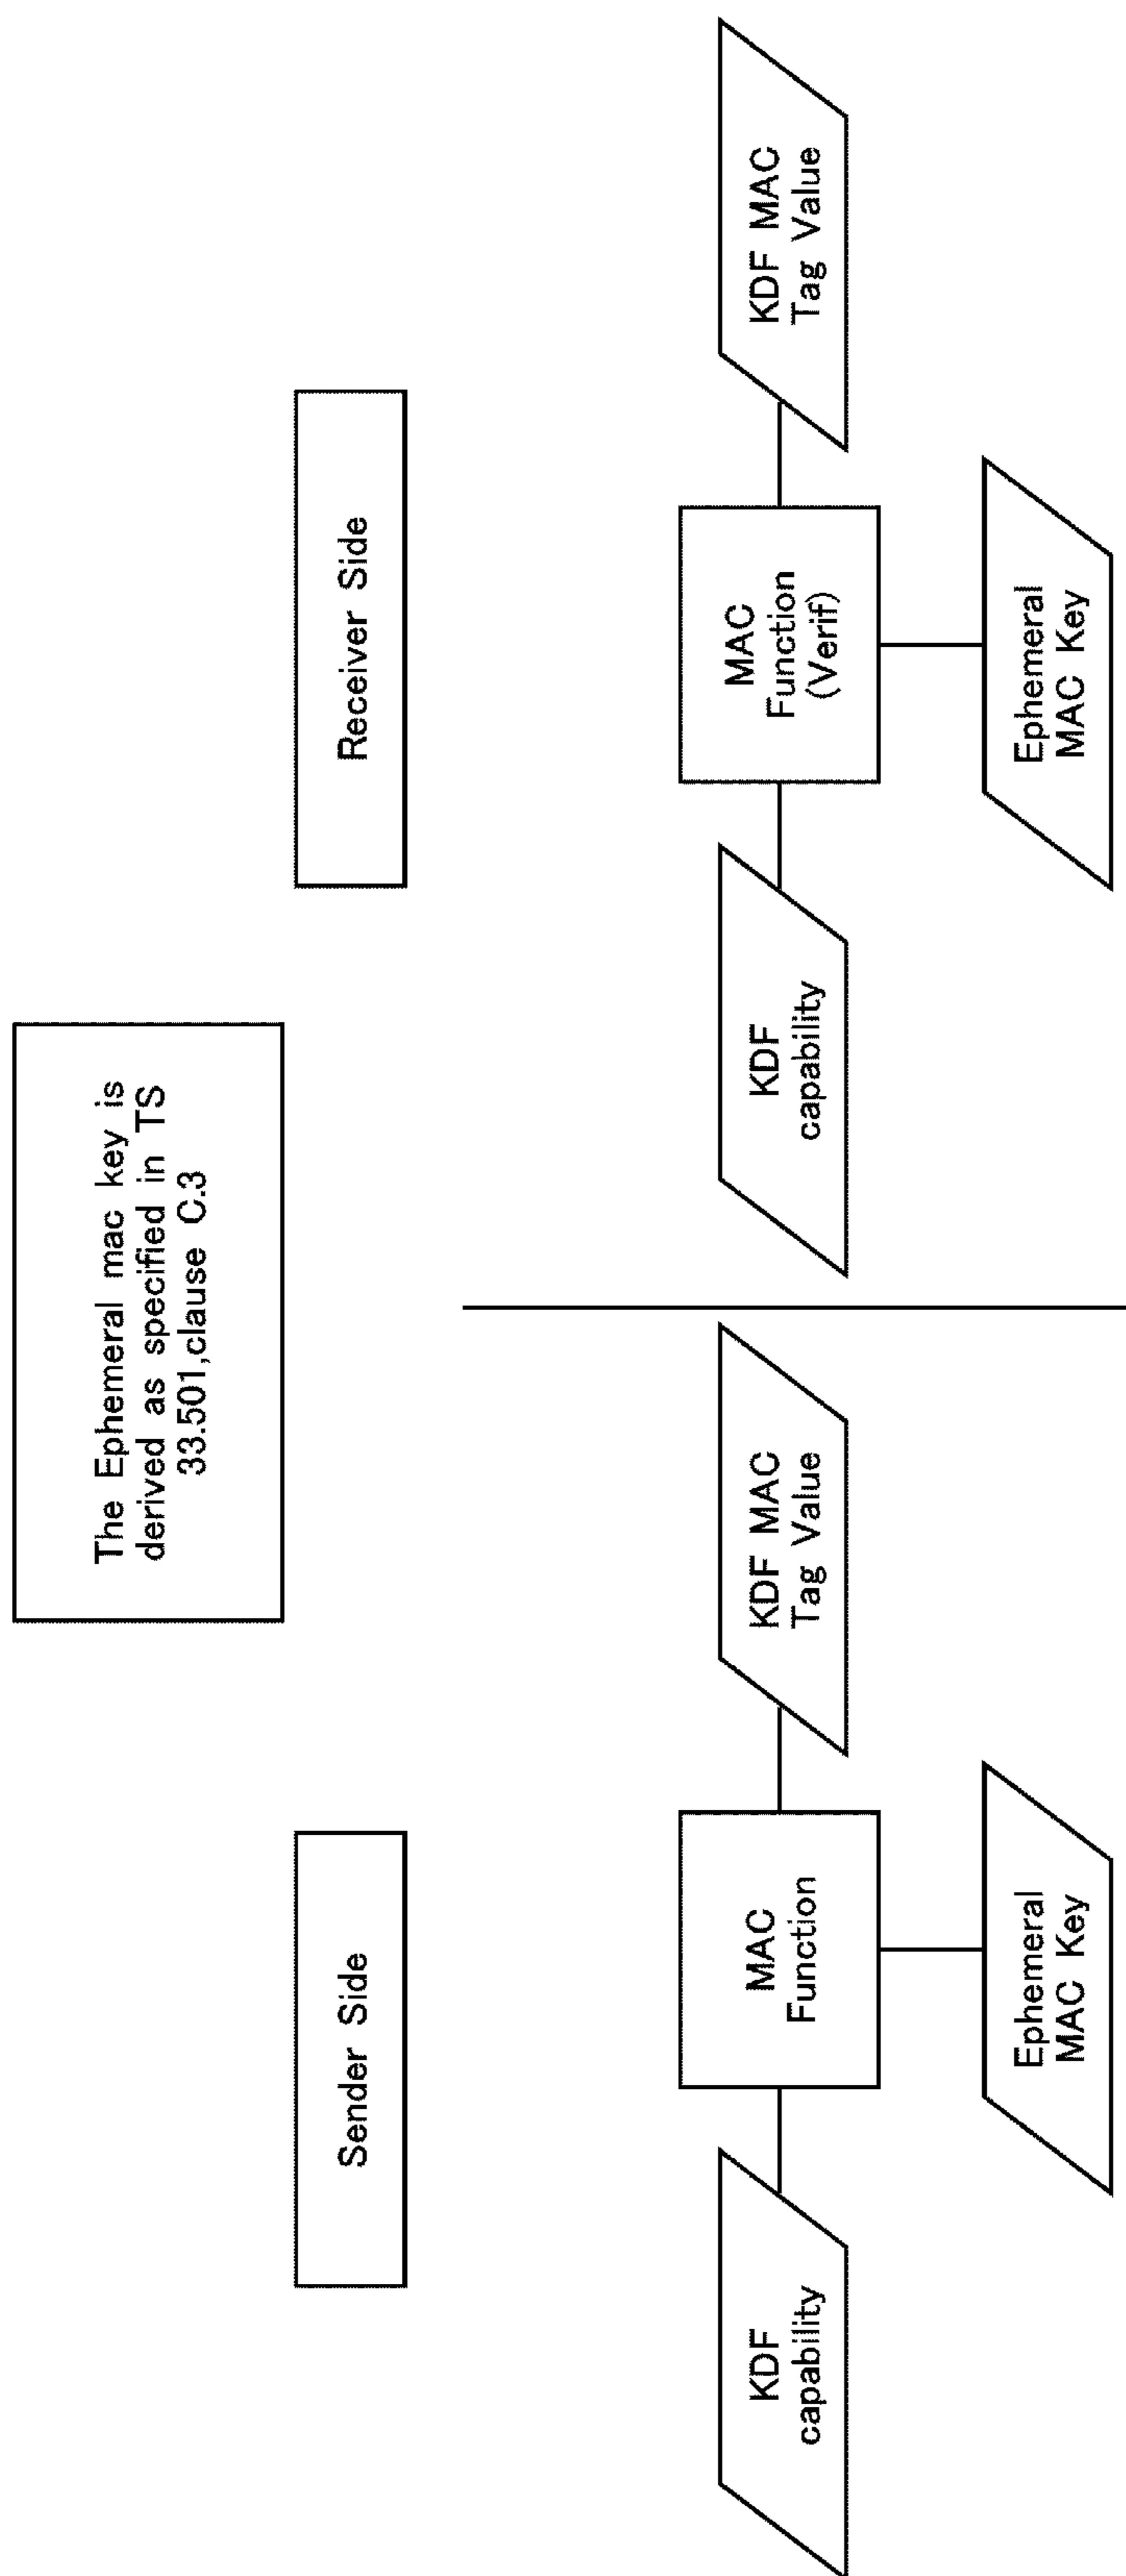 The Ephemeral mac key is
derived as specified in TS
33.501,clause C.3
Sender Side
Receiver Side
KDF
capability
MAC
Function
KDF MAC
Tag Value
Ephemeral
MAC Key
KDF
capability
MAC
Function
(Verif)
KDF MAC
Tag Value
Ephemeral
MAC Key